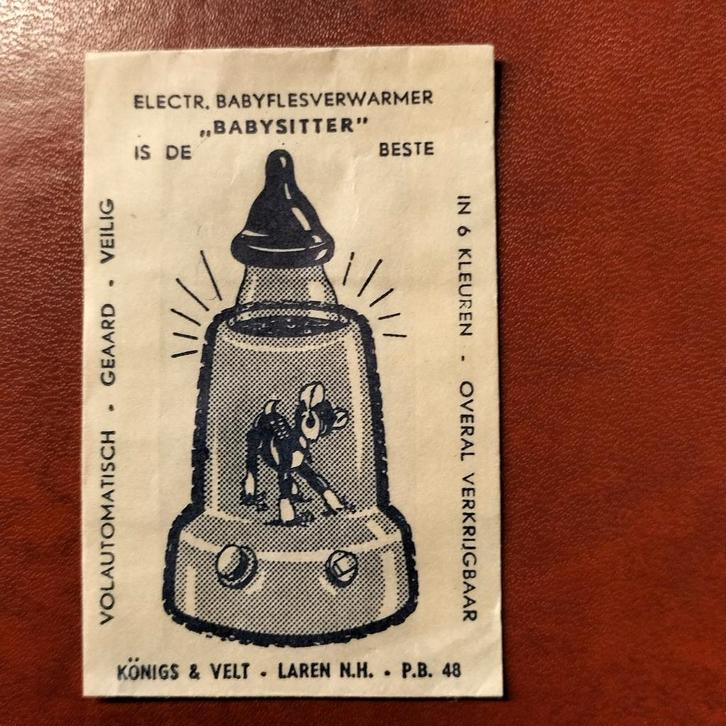 ELECTR. BABYFLESVERWARMER
„BABYSITTER”
IS DE BESTE
VOLAUTOMATISCH - GEAARD - VEILIG
IN 6 KLEUREN - OVERAL VERKRIJGBAAR
KÖNIGS & VELT - LAREN N.H. - P.B. 48